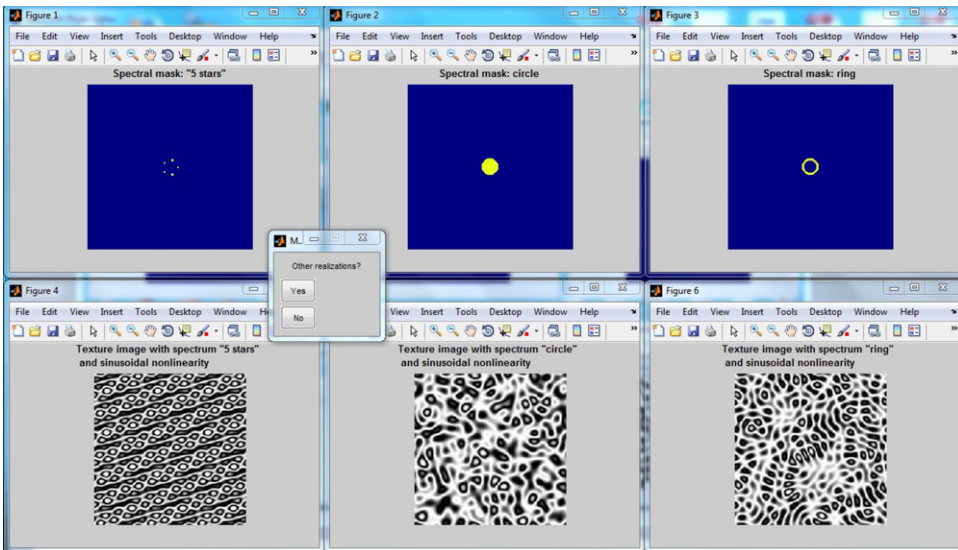 Figure 1
File Edit View Insert Tools Desktop Window Help
Spectral mask: "5 stars"
Figure 2
File Edit View Insert Tools Desktop Window Help
Spectral mask: circle
Figure 3
File Edit View Insert Tools Desktop Window Help
Spectral mask: ring
M...
Other realizations?
Yes
No
Figure 4
File Edit View Insert Tools Desktop Window
Texture image with spectrum "5 stars"
and sinusoidal nonlinearity
View Insert Tools Desktop Window Help
Texture image with spectrum "circle"
and sinusoidal nonlinearity
Figure 6
File Edit View Insert Tools Desktop Window Help
Texture image with spectrum "ring"
and sinusoidal nonlinearity